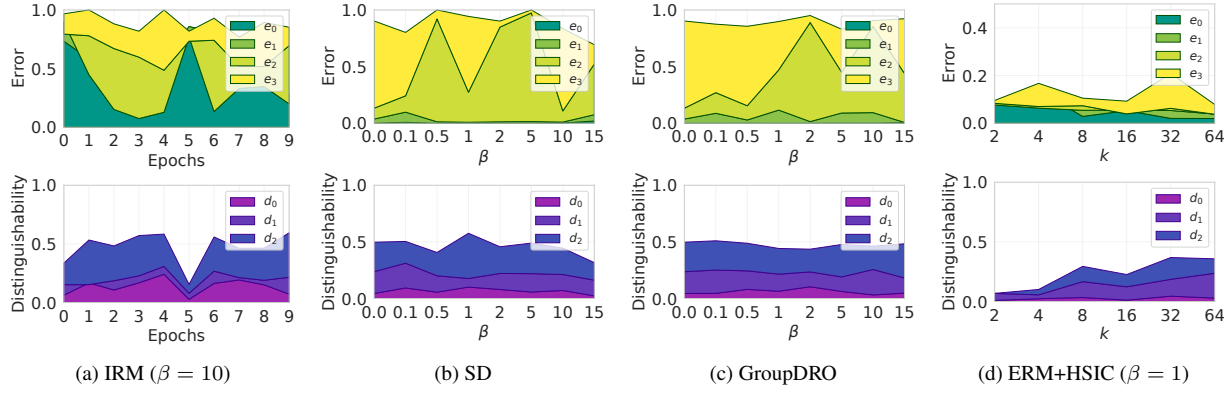 1.0
0.5
0.0
Error
e0
e1
e2
e3
0 1 2 3 4 5 6 7 8 9
Epochs
1.0
0.5
0.0
Error
e0
e1
e2
e3
0.0 0.1 0.5 1 2 5 10 15
β
1.0
0.5
0.0
Error
e0
e1
e2
e3
0.0 0.1 0.5 1 2 5 10 15
β
0.4
0.2
0.0
Error
e0
e1
e2
e3
2 4 8 16 32 64
k
1.0
0.5
0.0
Distinguishability
d0
d1
d2
0 1 2 3 4 5 6 7 8 9
Epochs
1.0
0.5
0.0
Distinguishability
d0
d1
d2
0.0 0.1 0.5 1 2 5 10 15
β
1.0
0.5
0.0
Distinguishability
d0
d1
d2
0.0 0.1 0.5 1 2 5 10 15
β
1.0
0.5
0.0
Distinguishability
d0
d1
d2
2 4 8 16 32 64
k
(a) IRM (β = 10)
(b) SD
(c) GroupDRO
(d) ERM+HSIC (β = 1)